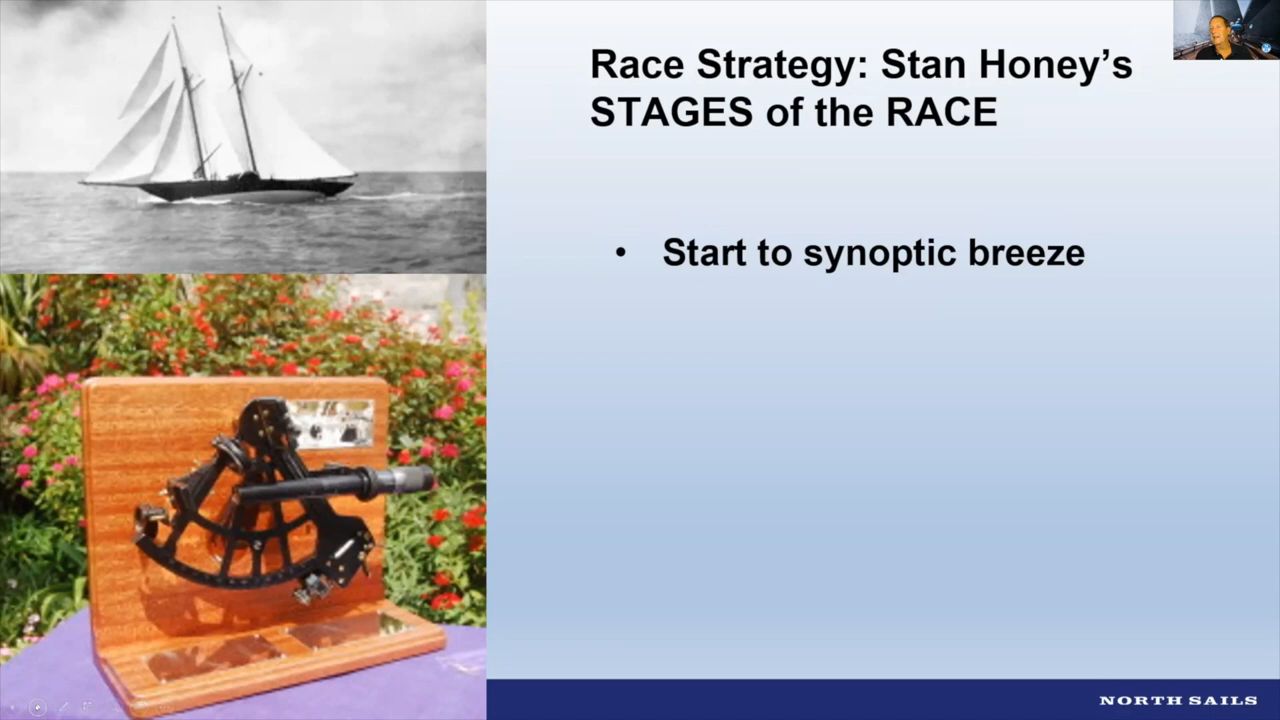 Race Strategy: Stan Honey’s
STAGES of the RACE
• Start to synoptic breeze
NORTH SAILS